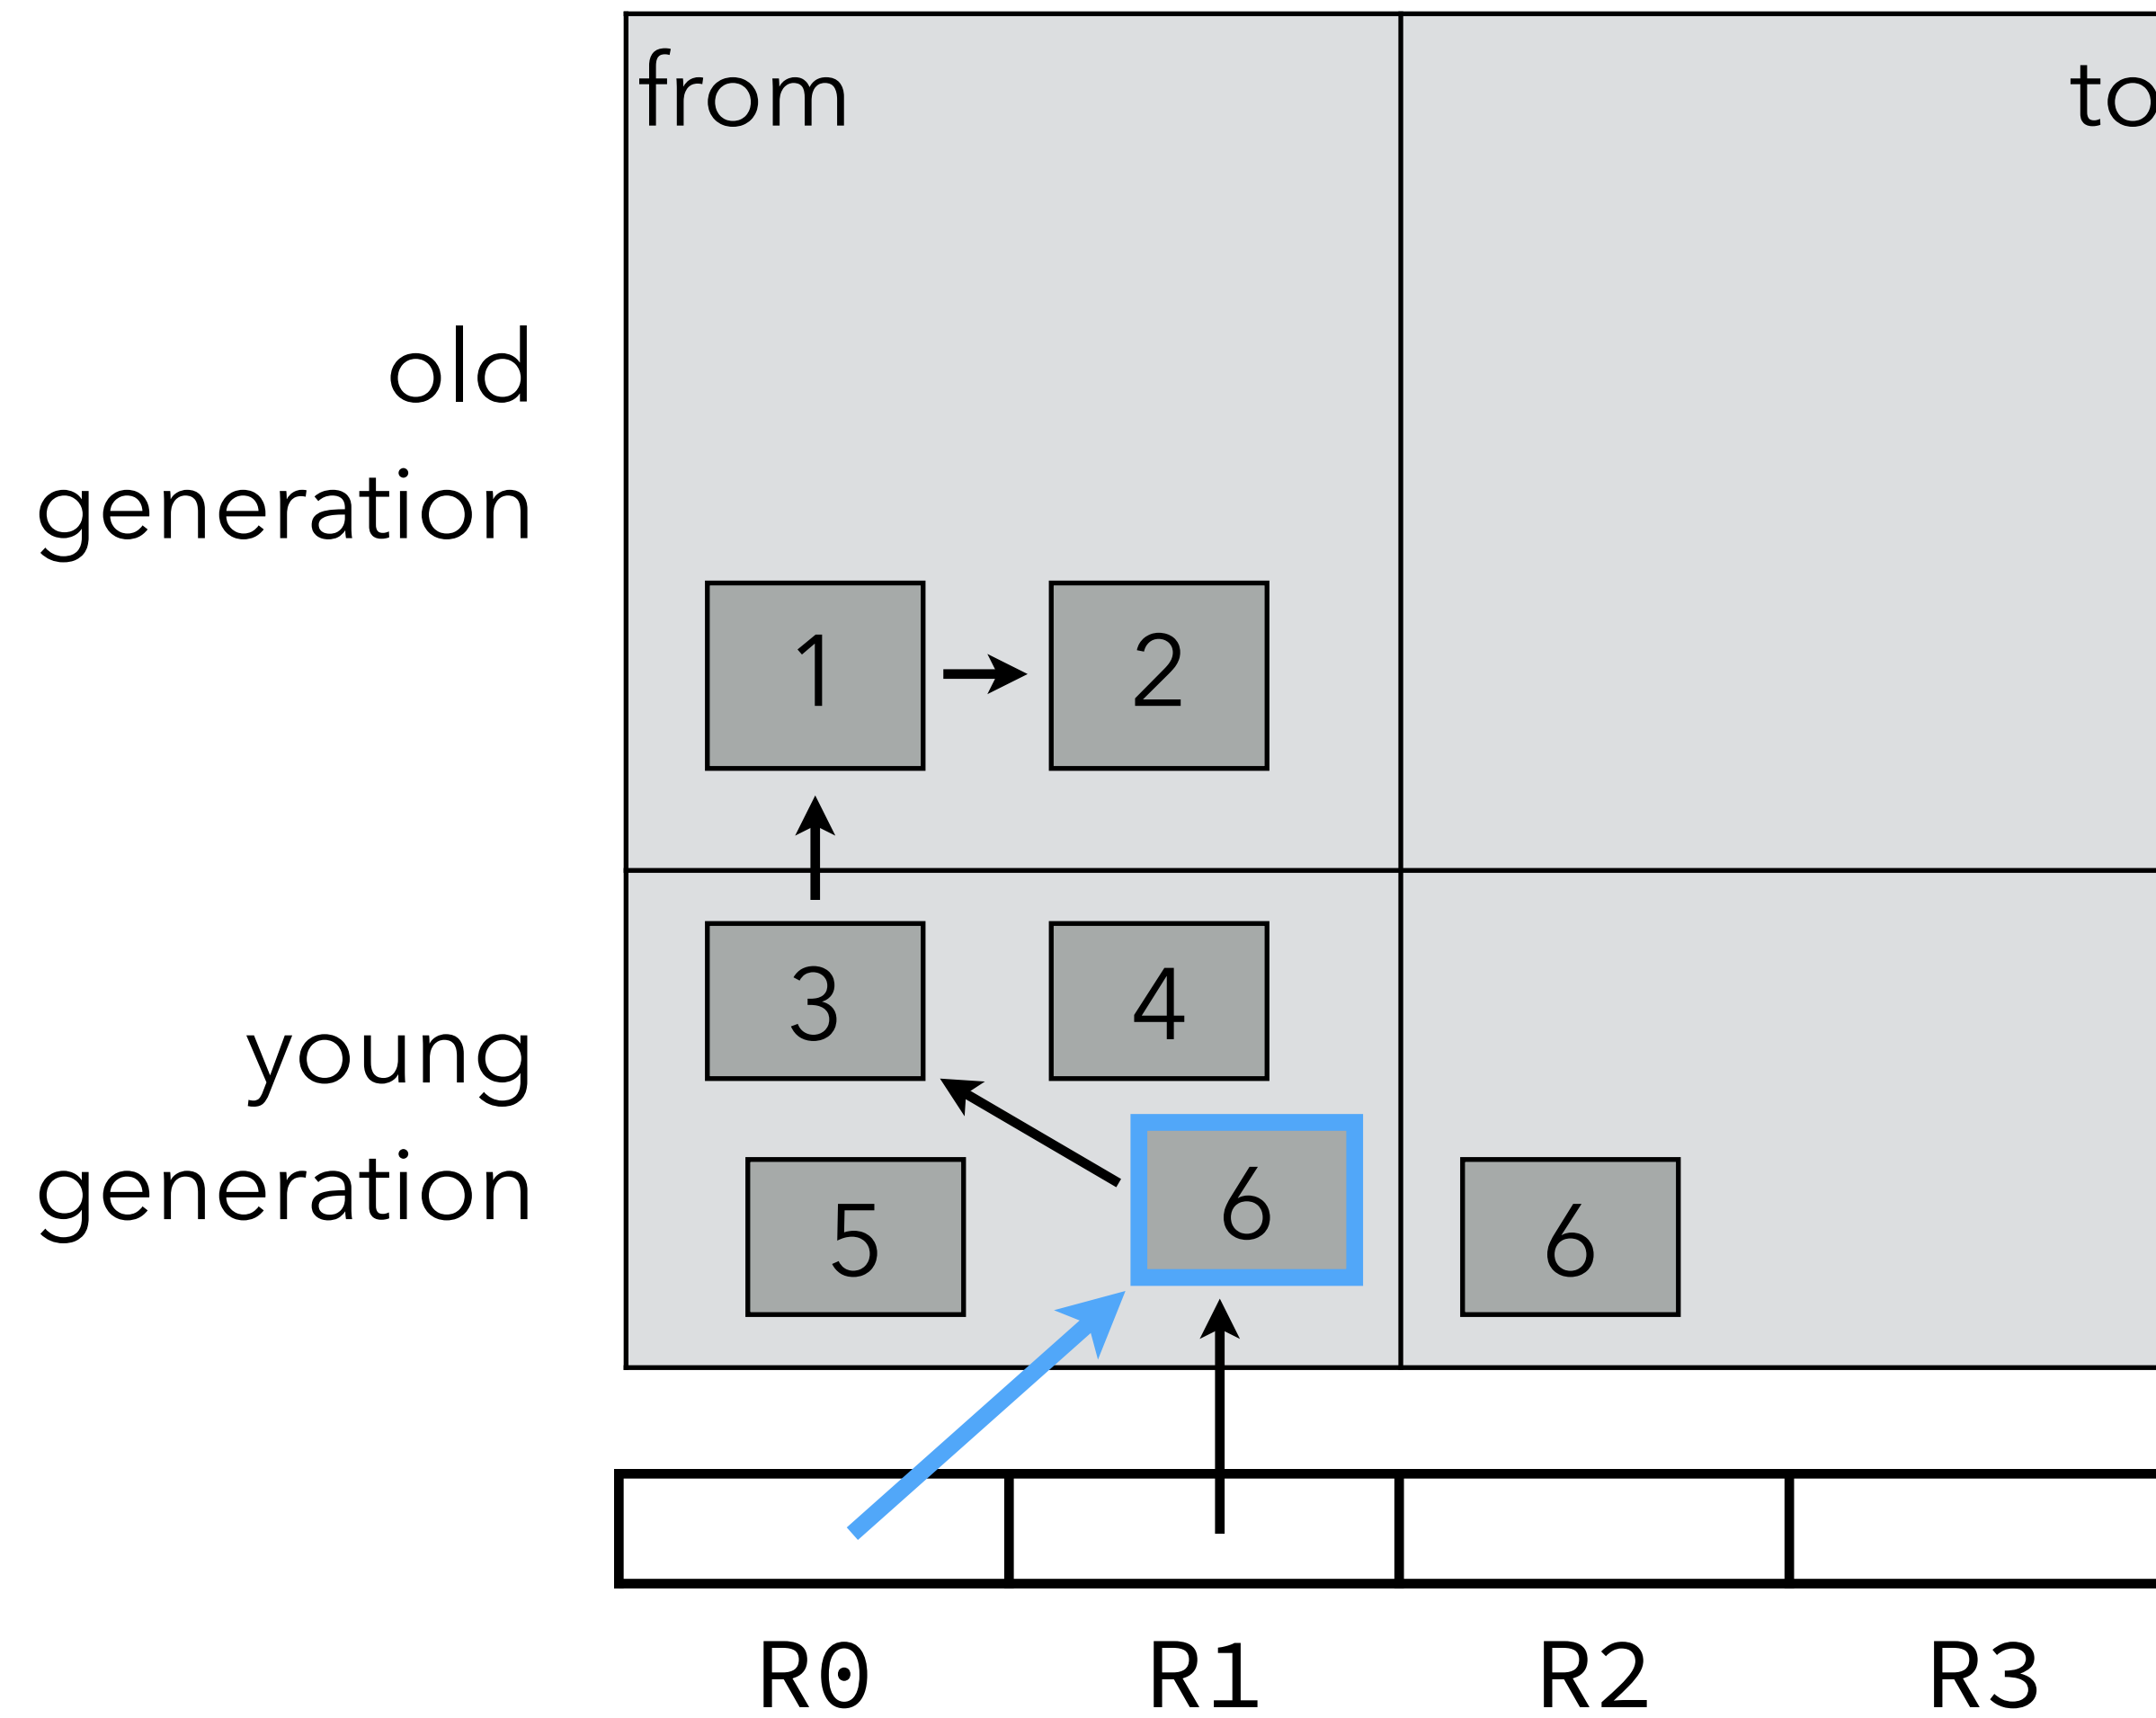 from
to
old
generation
1
2
3
4
young
generation
5
6
6
R0
R1
R2
R3